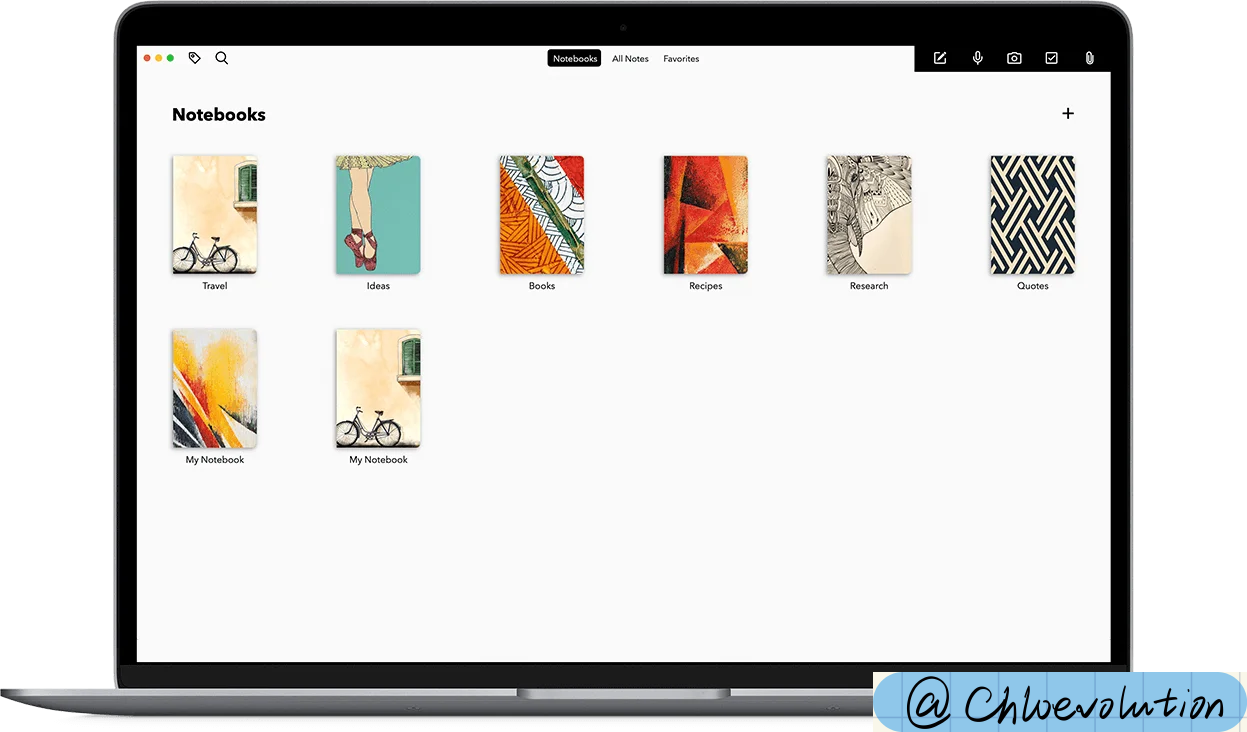 Notebooks All Notes Favorites
Notebooks
Travel Ideas Books Recipes Research Quotes
My Notebook My Notebook
@Chloevolution